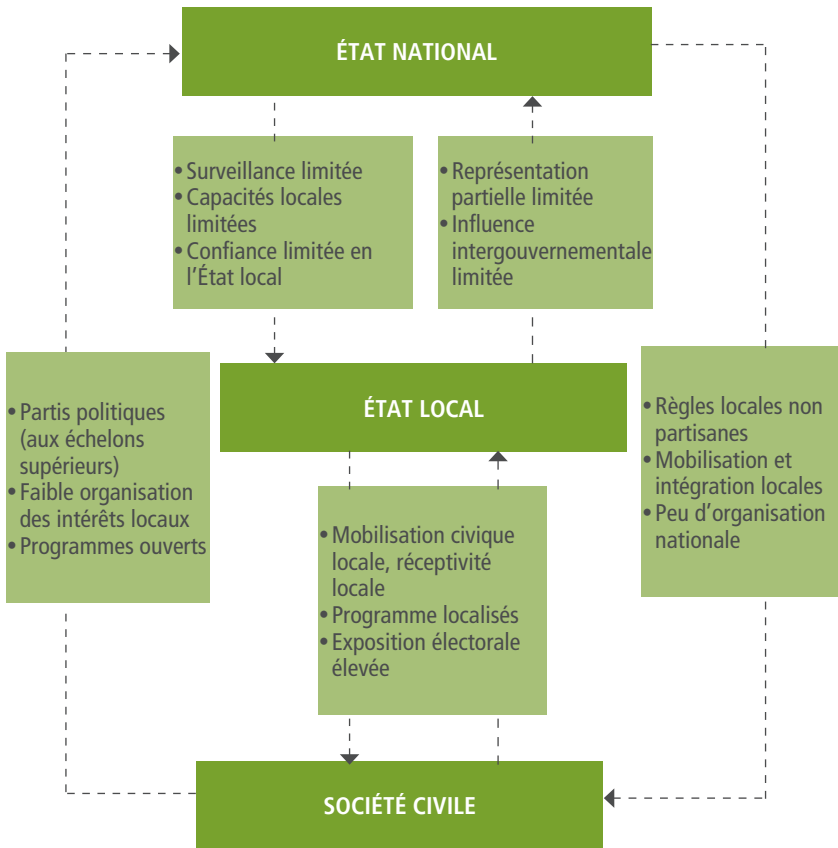 ÉTAT NATIONAL
• Surveillance limitée
• Capacités locales
limitées
• Confiance limitée en
l’État local
• Représentation
partielle limitée
• Influence
intergouvernementale
limitée
ÉTAT LOCAL
• Partis politiques
(aux échelons
supérieurs)
• Faible organisation
des intérêts locaux
• Programmes ouverts
• Règles locales non
partisanes
• Mobilisation et
intégration locales
• Peu d’organisation
nationale
• Mobilisation civique
locale, réceptivité
locale
• Programme localisés
• Exposition électorale
élevée
SOCIÉTÉ CIVILE